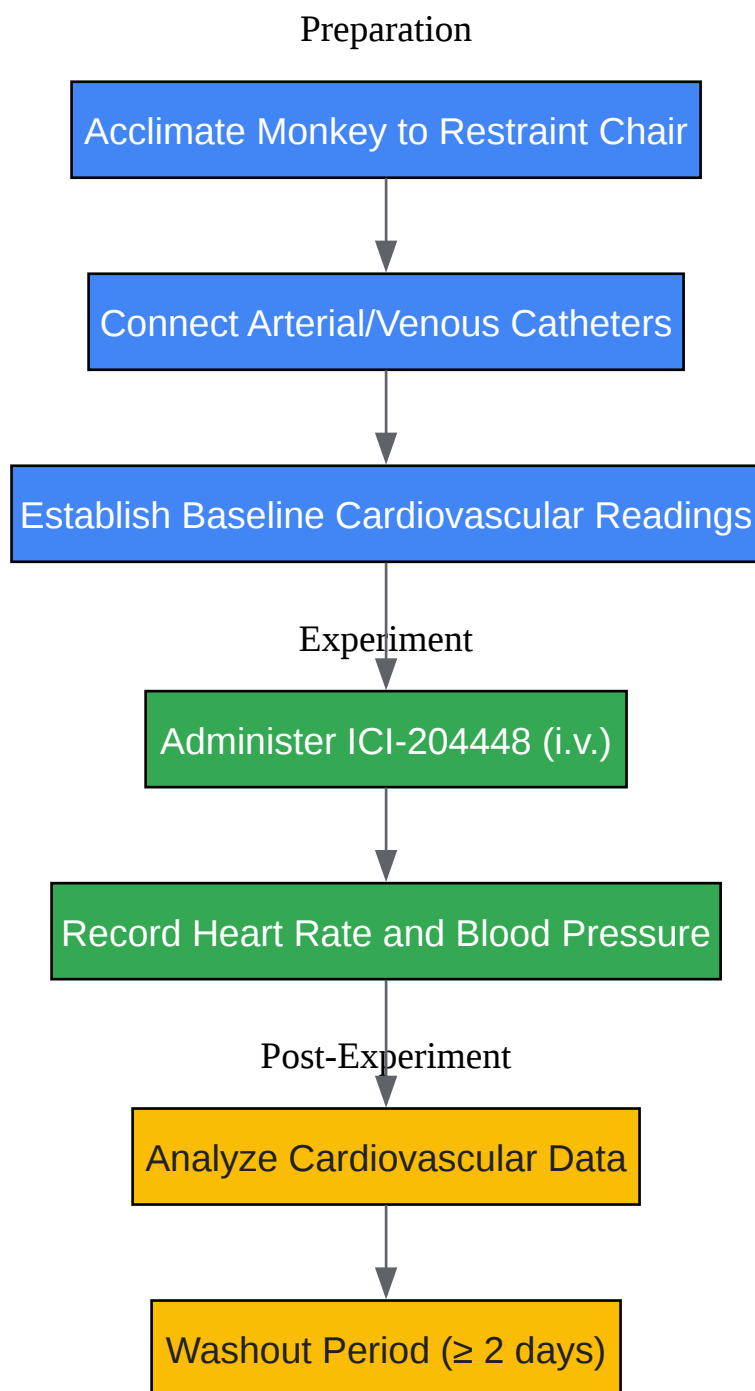 Preparation
Acclimate Monkey to Restraint Chair
Connect Arterial/Venous Catheters
Establish Baseline Cardiovascular Readings
Experiment
Administer ICI-204448 (i.v.)
Record Heart Rate and Blood Pressure
Post-Experiment
Analyze Cardiovascular Data
Washout Period (≥ 2 days)